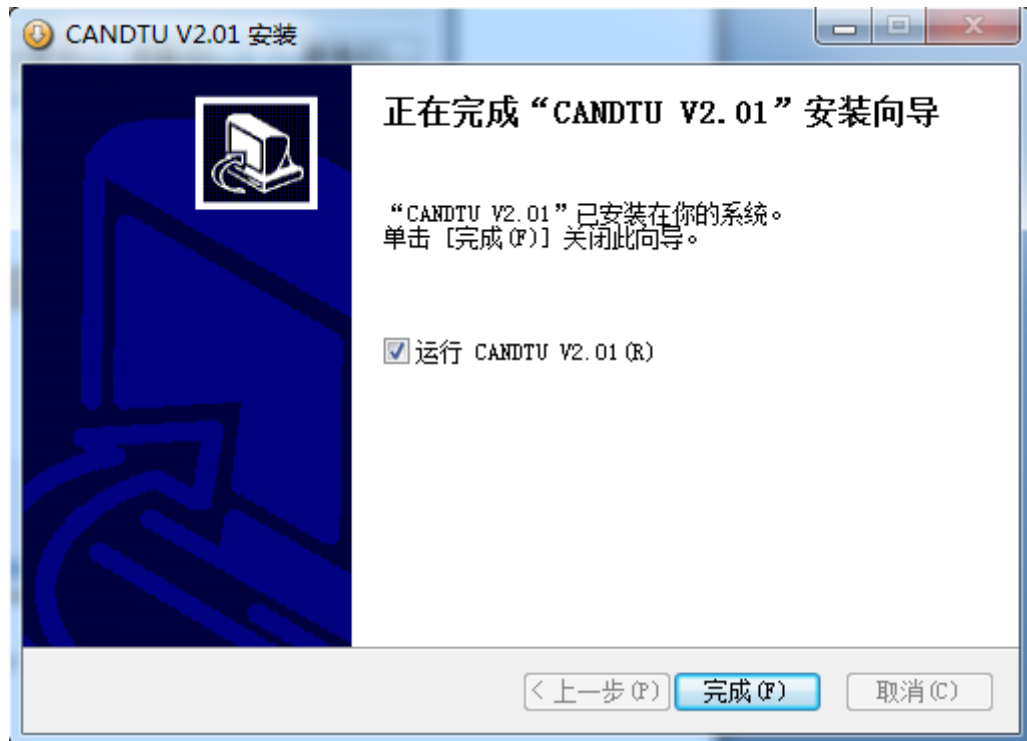 CANDTU V2.01 安装
正在完成“CANDTU V2.01”安装向导
“CANDTU V2.01”已安装在你的系统。
单击 [完成(F)] 关闭此向导。
运行 CANDTU V2.01(R)
< 上一步(P) 完成(F) 取消(C)